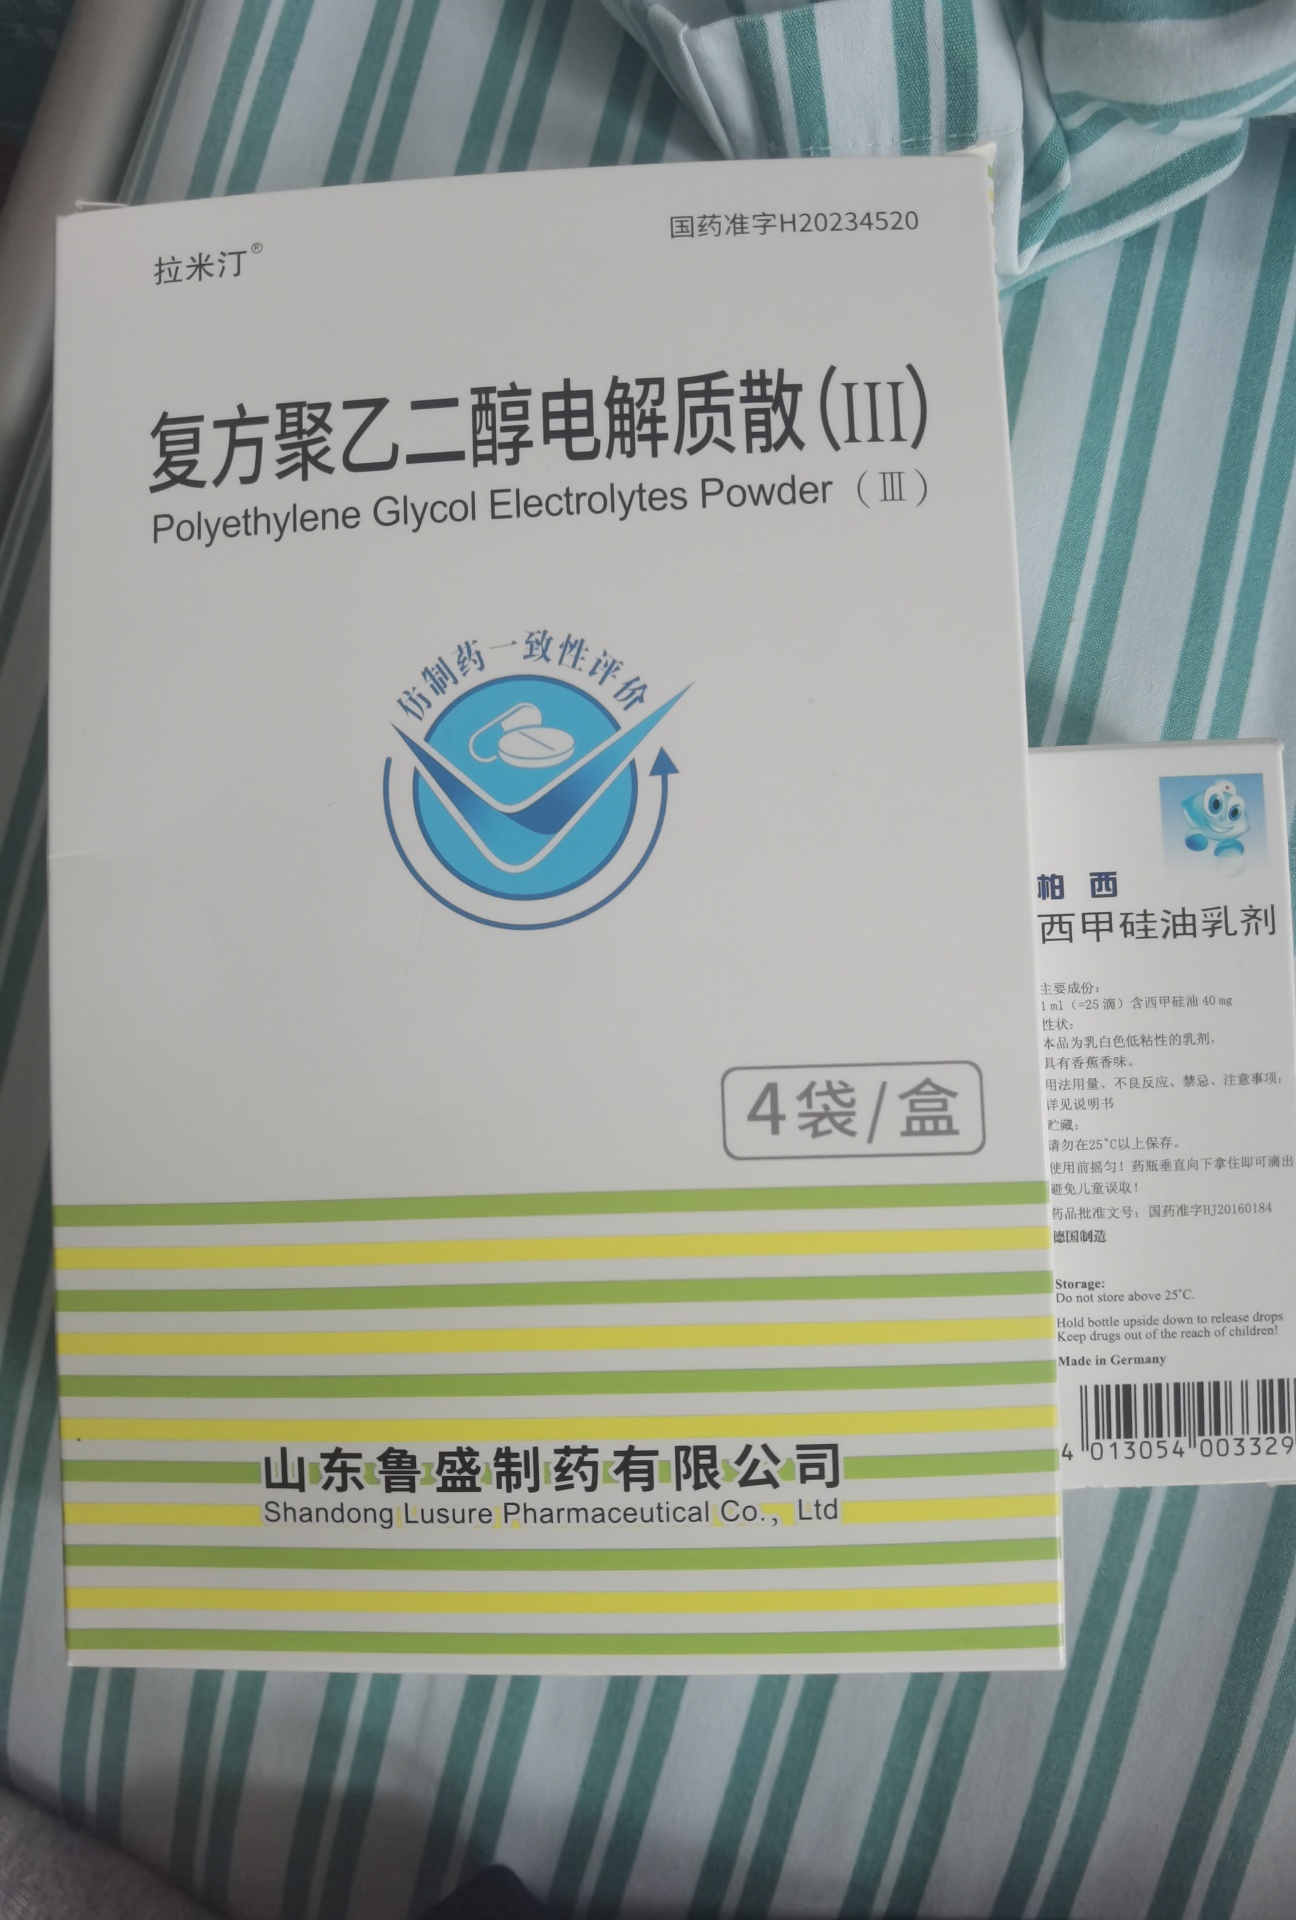 拉米汀®
国药准字H20234520
复方聚乙二醇电解质散(III)
Polyethylene Glycol Electrolytes Powder（Ⅲ）
仿制药一致性评价
4袋/盒
山东鲁盛制药有限公司
Shandong Lusure Pharmaceutical Co., Ltd
柏西
西甲硅油乳剂
主要成份:
1 ml（=25 滴）含西甲硅油 40 mg
性状:
本品为乳白色低粘性的乳剂,
具有香蕉香味。
用法用量、不良反应、禁忌、注意事项:
详见说明书
贮藏:
请勿在25˚C以上保存。
使用前摇匀！药瓶垂直向下拿住即可滴出
避免儿童误取！
药品批准文号: 国药准字HJ20160184
德国制造
Storage:
Do not store above 25˚C.
Hold bottle upside down to release drops
Keep drugs out of the reach of children!
Made in Germany
4 013054 003329